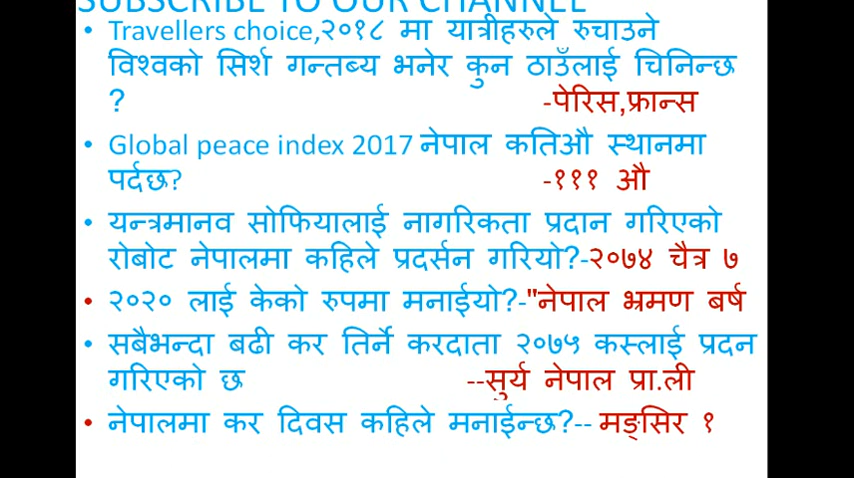 SUBSCRIBE TO OUR CHANNEL
• Travellers choice,२०१८ मा यात्रीहरुले रुचाउने
विश्वको सिर्श गन्तब्य भनेर कुन ठाउँलाई चिनिन्छ
? -पेरिस,फ्रान्स
• Global peace index 2017 नेपाल कतिऔ स्थानमा
पर्दछ? -१११ औ
• यन्त्रमानव सोफियालाई नागरिकता प्रदान गरिएको
रोबोट नेपालमा कहिले प्रदर्सन गरियो?-२०७४ चैत्र ७
• २०२० लाई केको रुपमा मनाईयो?-"नेपाल भ्रमण बर्ष
• सबैभन्दा बढी कर तिर्ने करदाता २०७५ कस्लाई प्रदन
गरिएको छ --सुर्य नेपाल प्रा.ली
• नेपालमा कर दिवस कहिले मनाईन्छ?-- मङ्सिर १